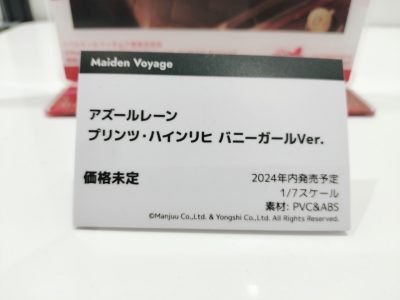 Maiden Voyage
アズールレーン
プリンツ・ハインリヒ バニーガールVer.
価格未定
2024年内発売予定
1/7スケール
素材: PVC&ABS
©Manjuu Co.,Ltd. & Yongshi Co.,Ltd. All Rights Reserved.